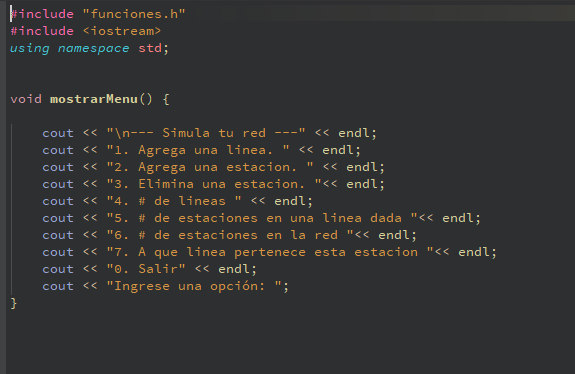 #include "funciones.h"
#include <iostream>
using namespace std;
void mostrarMenu() {
cout << "\n--- Simula tu red ---" << endl;
cout << "1. Agrega una linea. " << endl;
cout << "2. Agrega una estacion. " << endl;
cout << "3. Elimina una estacion. "<< endl;
cout << "4. # de lineas " << endl;
cout << "5. # de estaciones en una linea dada "<< endl;
cout << "6. # de estaciones en la red "<< endl;
cout << "7. A que linea pertenece esta estacion "<< endl;
cout << "0. Salir" << endl;
cout << "Ingrese una opción: ";
}